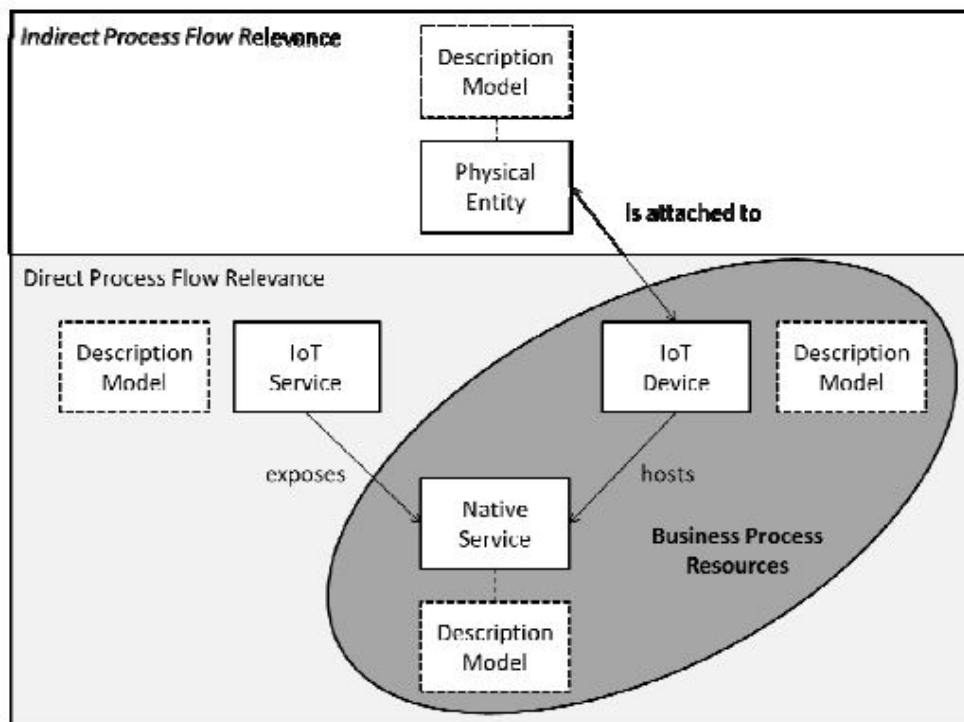 Indirect Process Flow Relevance
Description
Model
Physical
Entity
Is attached to
Direct Process Flow Relevance
Description
Model
IoT
Service
IoT
Device
Description
Model
exposes
hosts
Native
Service
Business Process
Resources
Description
Model